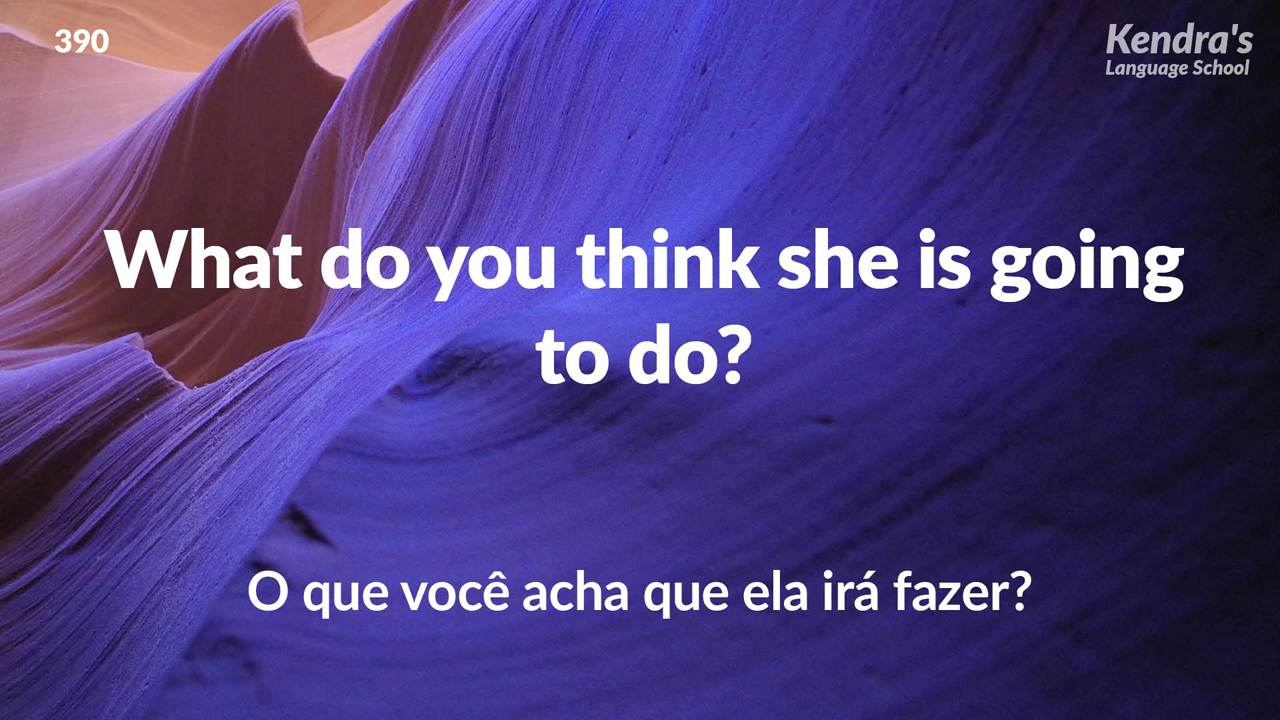 390
Kendra's
Language School
What do you think she is going
to do?
O que você acha que ela irá fazer?